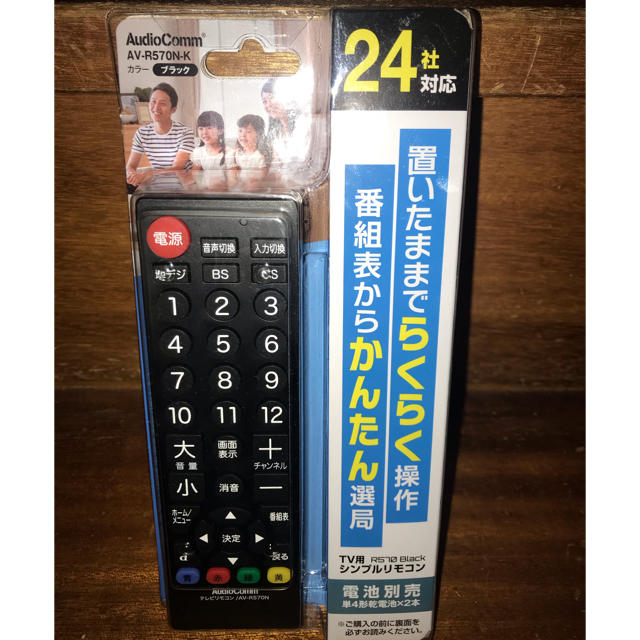 AudioComm®
AV-R570N-K
カラー ブラック
24社対応
置いたままでらくらく操作
番組表からかんたん選局
電源
音声切換
入力切換
地デジ
BS
CS
1
2
3
4
5
6
7
8
9
10
11
12
大
音量
画面表示
+
チャンネル
小
消音
−
ホーム/メニュー
番組表
決定
d
戻る
青
赤
緑
黄
AudioComm
テレビリモコン/AV-R570N
TV用 R570 Black
シンプルリモコン
電池別売
単4形乾電池×2本
※ご購入の前に裏面を
必ずお読みください。